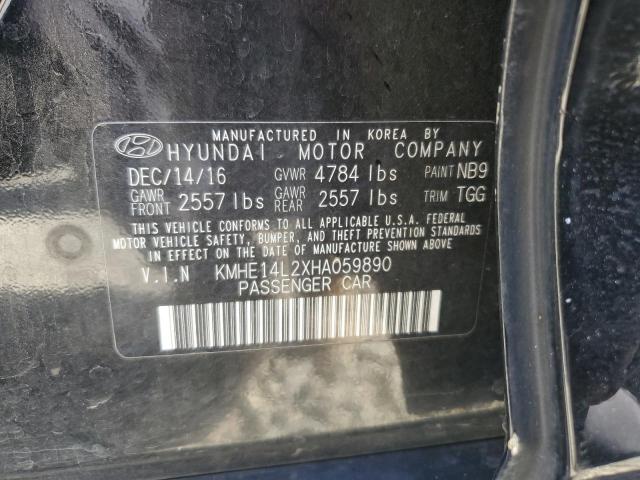 MANUFACTURED IN KOREA BY
HYUNDAI MOTOR COMPANY
DEC/14/16 GVWR 4784 lbs PAINT NB9
GAWR FRONT 2557 lbs GAWR REAR 2557 lbs TRIM TGG
THIS VEHICLE CONFORMS TO ALL APPLICABLE U.S.A. FEDERAL
MOTOR VEHICLE SAFETY, BUMPER, AND THEFT PREVENTION STANDARDS
IN EFFECT ON THE DATE OF MANUFACTURE SHOWN ABOVE.
V.I.N KMHE14L2XHA059890
PASSENGER CAR